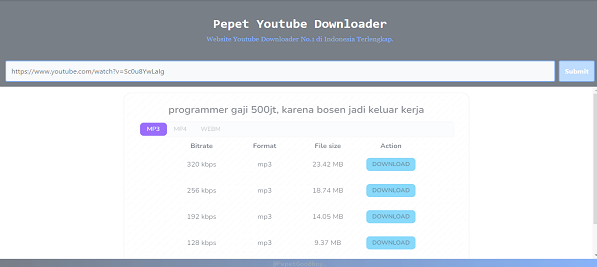 Pepet Youtube Downloader
Website Youtube Downloader No.1 di Indonesia Terlengkap.
https://www.youtube.com/watch?v=Sc0u8YwLaIg Submit
programmer gaji 500jt, karena bosen jadi keluar kerja
MP3 MP4 WEBM
Bitrate Format File size Action
320 kbps mp3 23.42 MB DOWNLOAD
256 kbps mp3 18.74 MB DOWNLOAD
192 kbps mp3 14.05 MB DOWNLOAD
128 kbps mp3 9.37 MB DOWNLOAD